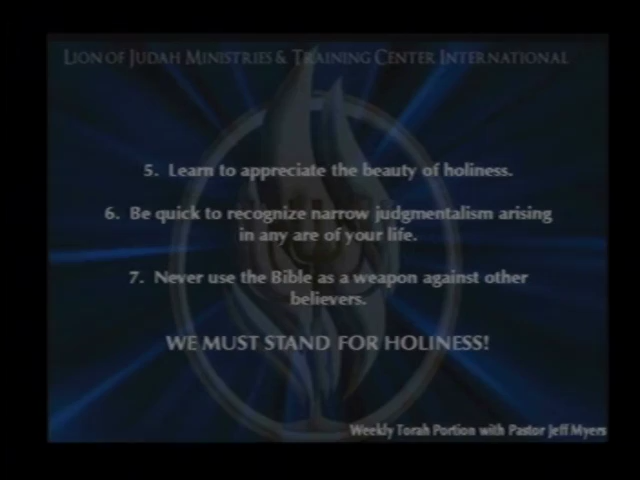 LION OF JUDAH MINISTRIES & TRAINING CENTER INTERNATIONAL
5. Learn to appreciate the beauty of holiness.
6. Be quick to recognize narrow judgmentalism arising
in any are of your life.
7. Never use the Bible as a weapon against other
believers.
WE MUST STAND FOR HOLINESS!
Weekly Torah Portion with Pastor Jeff Myers